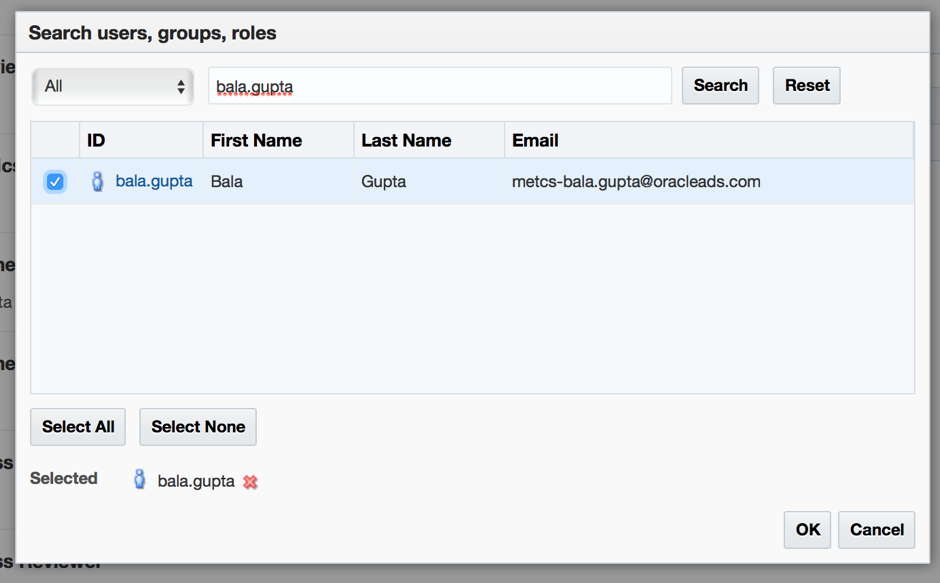 Search users, groups, roles
All bala.gupta Search Reset
ID First Name Last Name Email
bala.gupta Bala Gupta metcs-bala.gupta@oracleads.com
Select All Select None
Selected bala.gupta
OK Cancel